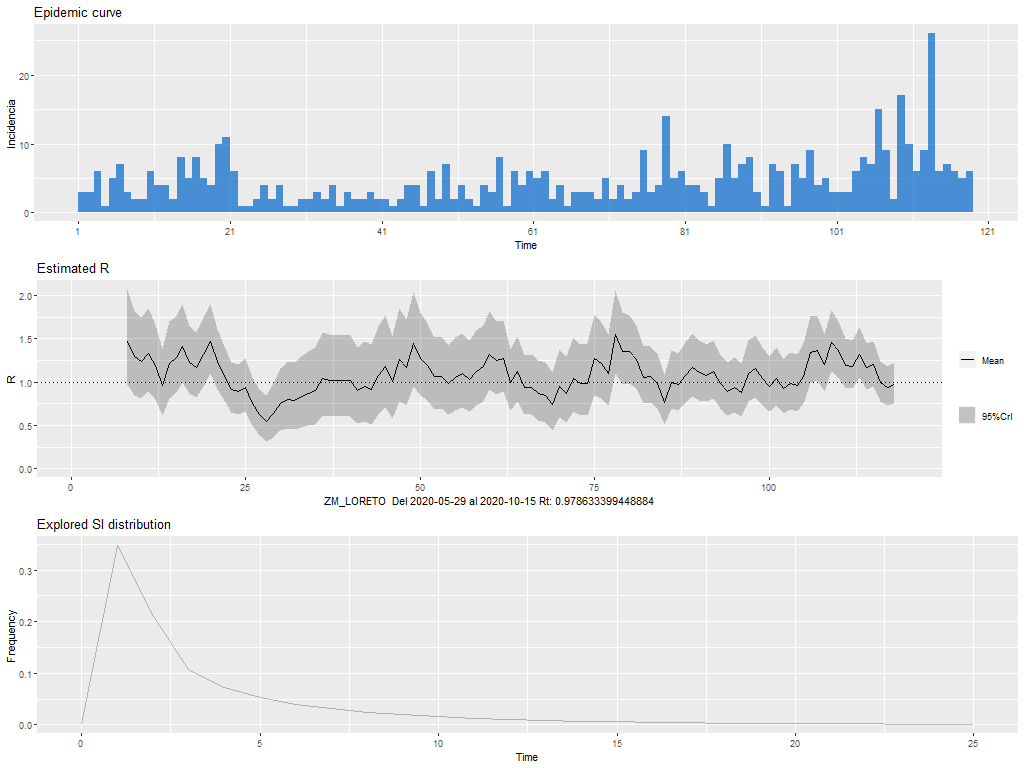 Epidemic curve
20
10
0
Incidencia
1 21 41 61 81 101 121
Time
Estimated R
2.0
1.5
1.0
0.5
0.0
R
0 25 50 75 100
ZM_LORETO Del 2020-05-29 al 2020-10-15 Rt: 0.978633399448884
Mean
95%CrI
Explored SI distribution
0.3
0.2
0.1
0.0
Frequency
0 5 10 15 20 25
Time